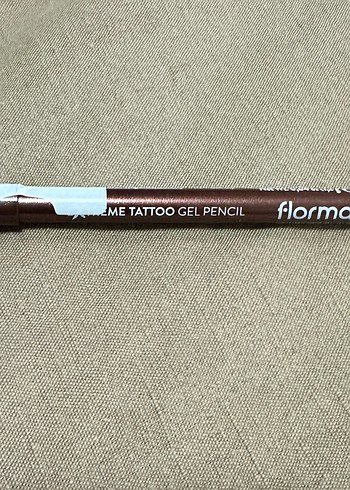 XTREME TATTOO GEL PENCIL
florma